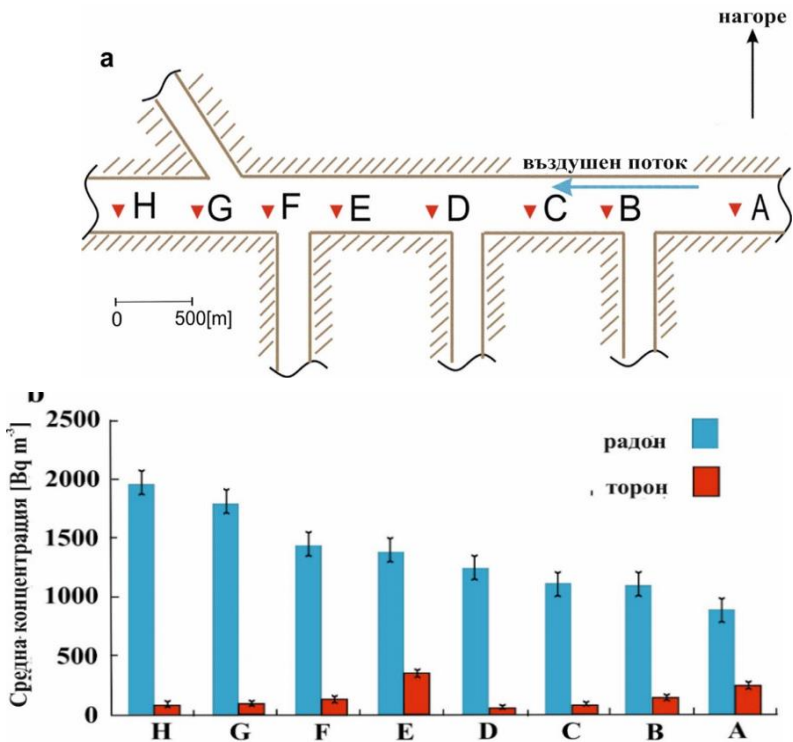 нагоре
a
въздушен поток
H G F E D C B A
0 500[m]
b
Средна концентрация [Bq m⁻³]
2500
2000
1500
1000
500
0
радон
торон
H G F E D C B A